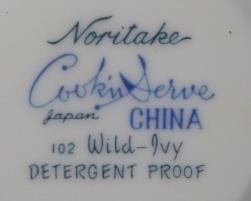 Noritake
Cook'n Serve
Japan CHINA
102 Wild-Ivy
DETERGENT PROOF